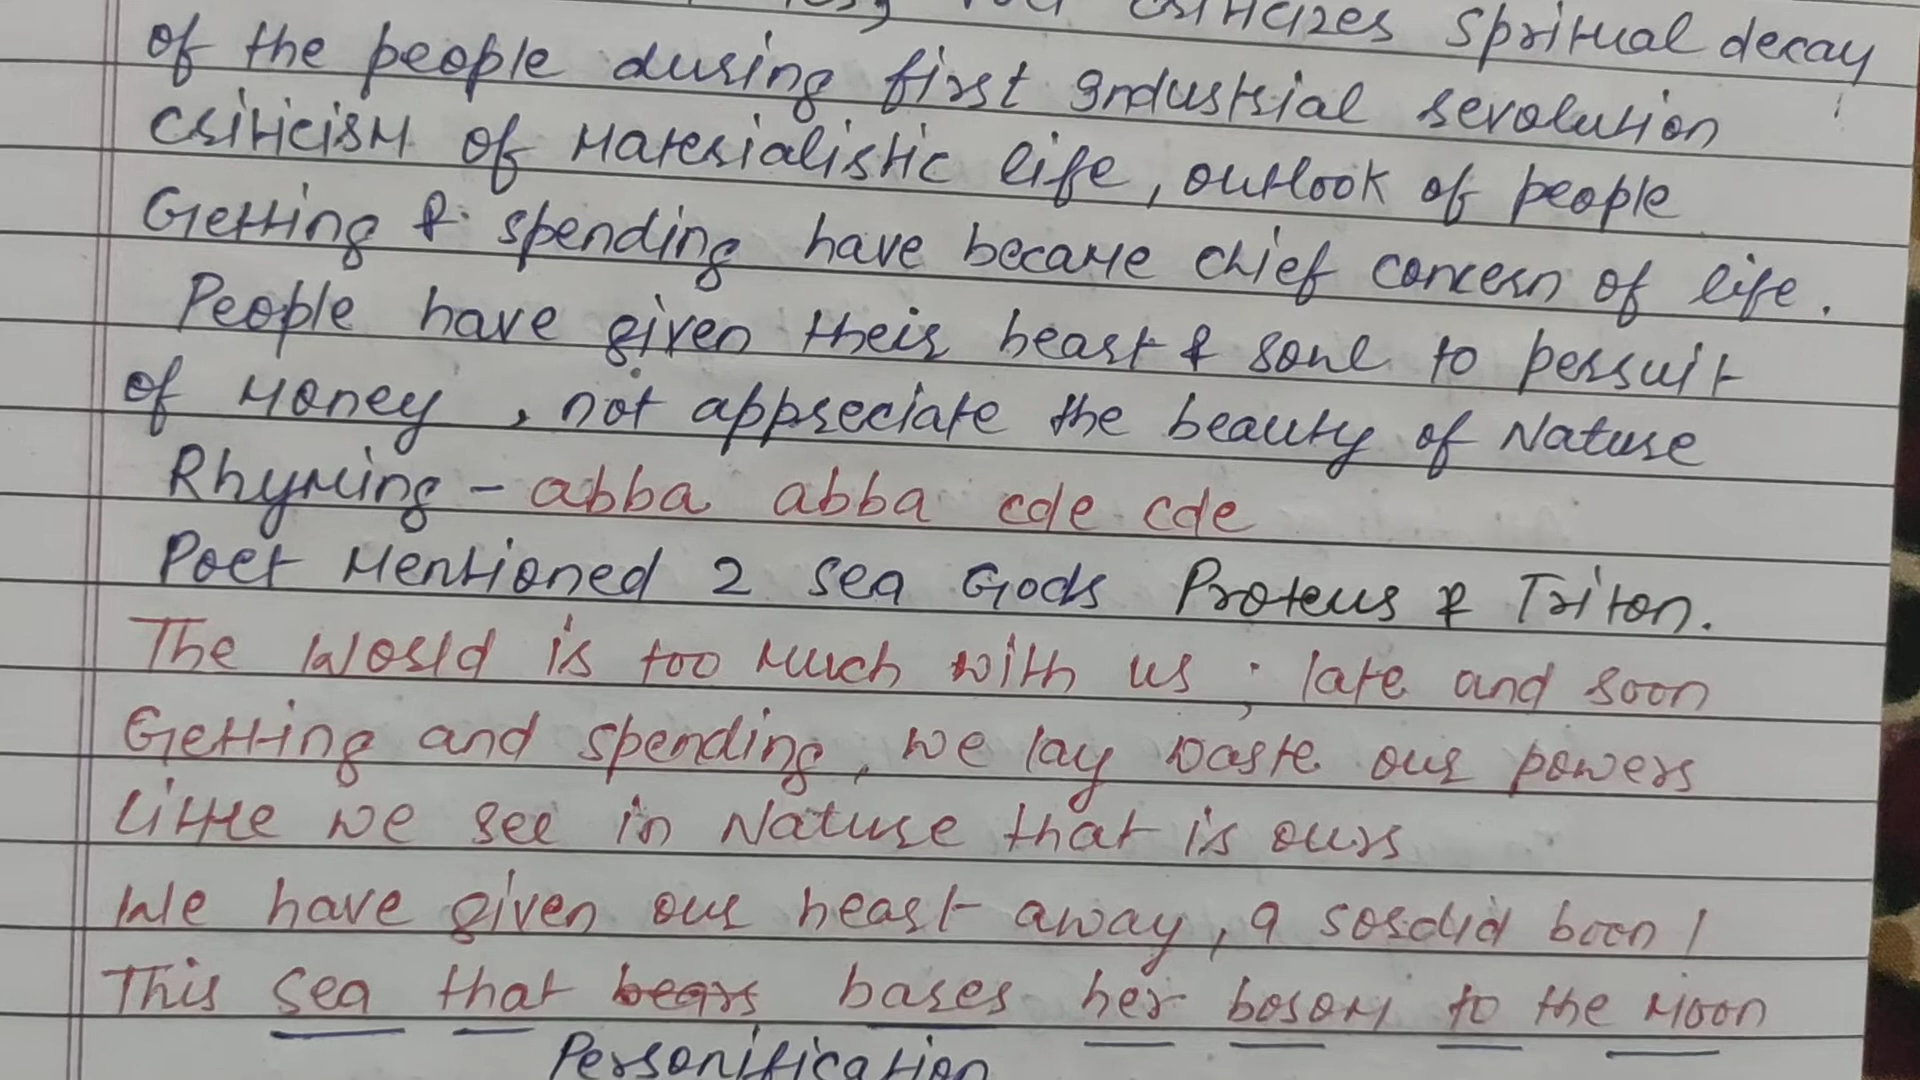 criticizes Spritual decay
of the people during first Industrial revolution
Criticism of Materialistic life, outlook of people
Getting & spending have became chief concern of life.
People have given their heart & soul to persuit
of Money, not appreciate the beauty of Nature
Rhyming - abba abba cde cde
Poet Mentioned 2 sea Gods Proteus & Triton.
The World is too much with us; late and soon
Getting and spending, we lay waste our powers
Little we see in Nature that is ours
We have given our heart away, a sordid boon!
This sea that bears bares her bosom to the Moon
Personification